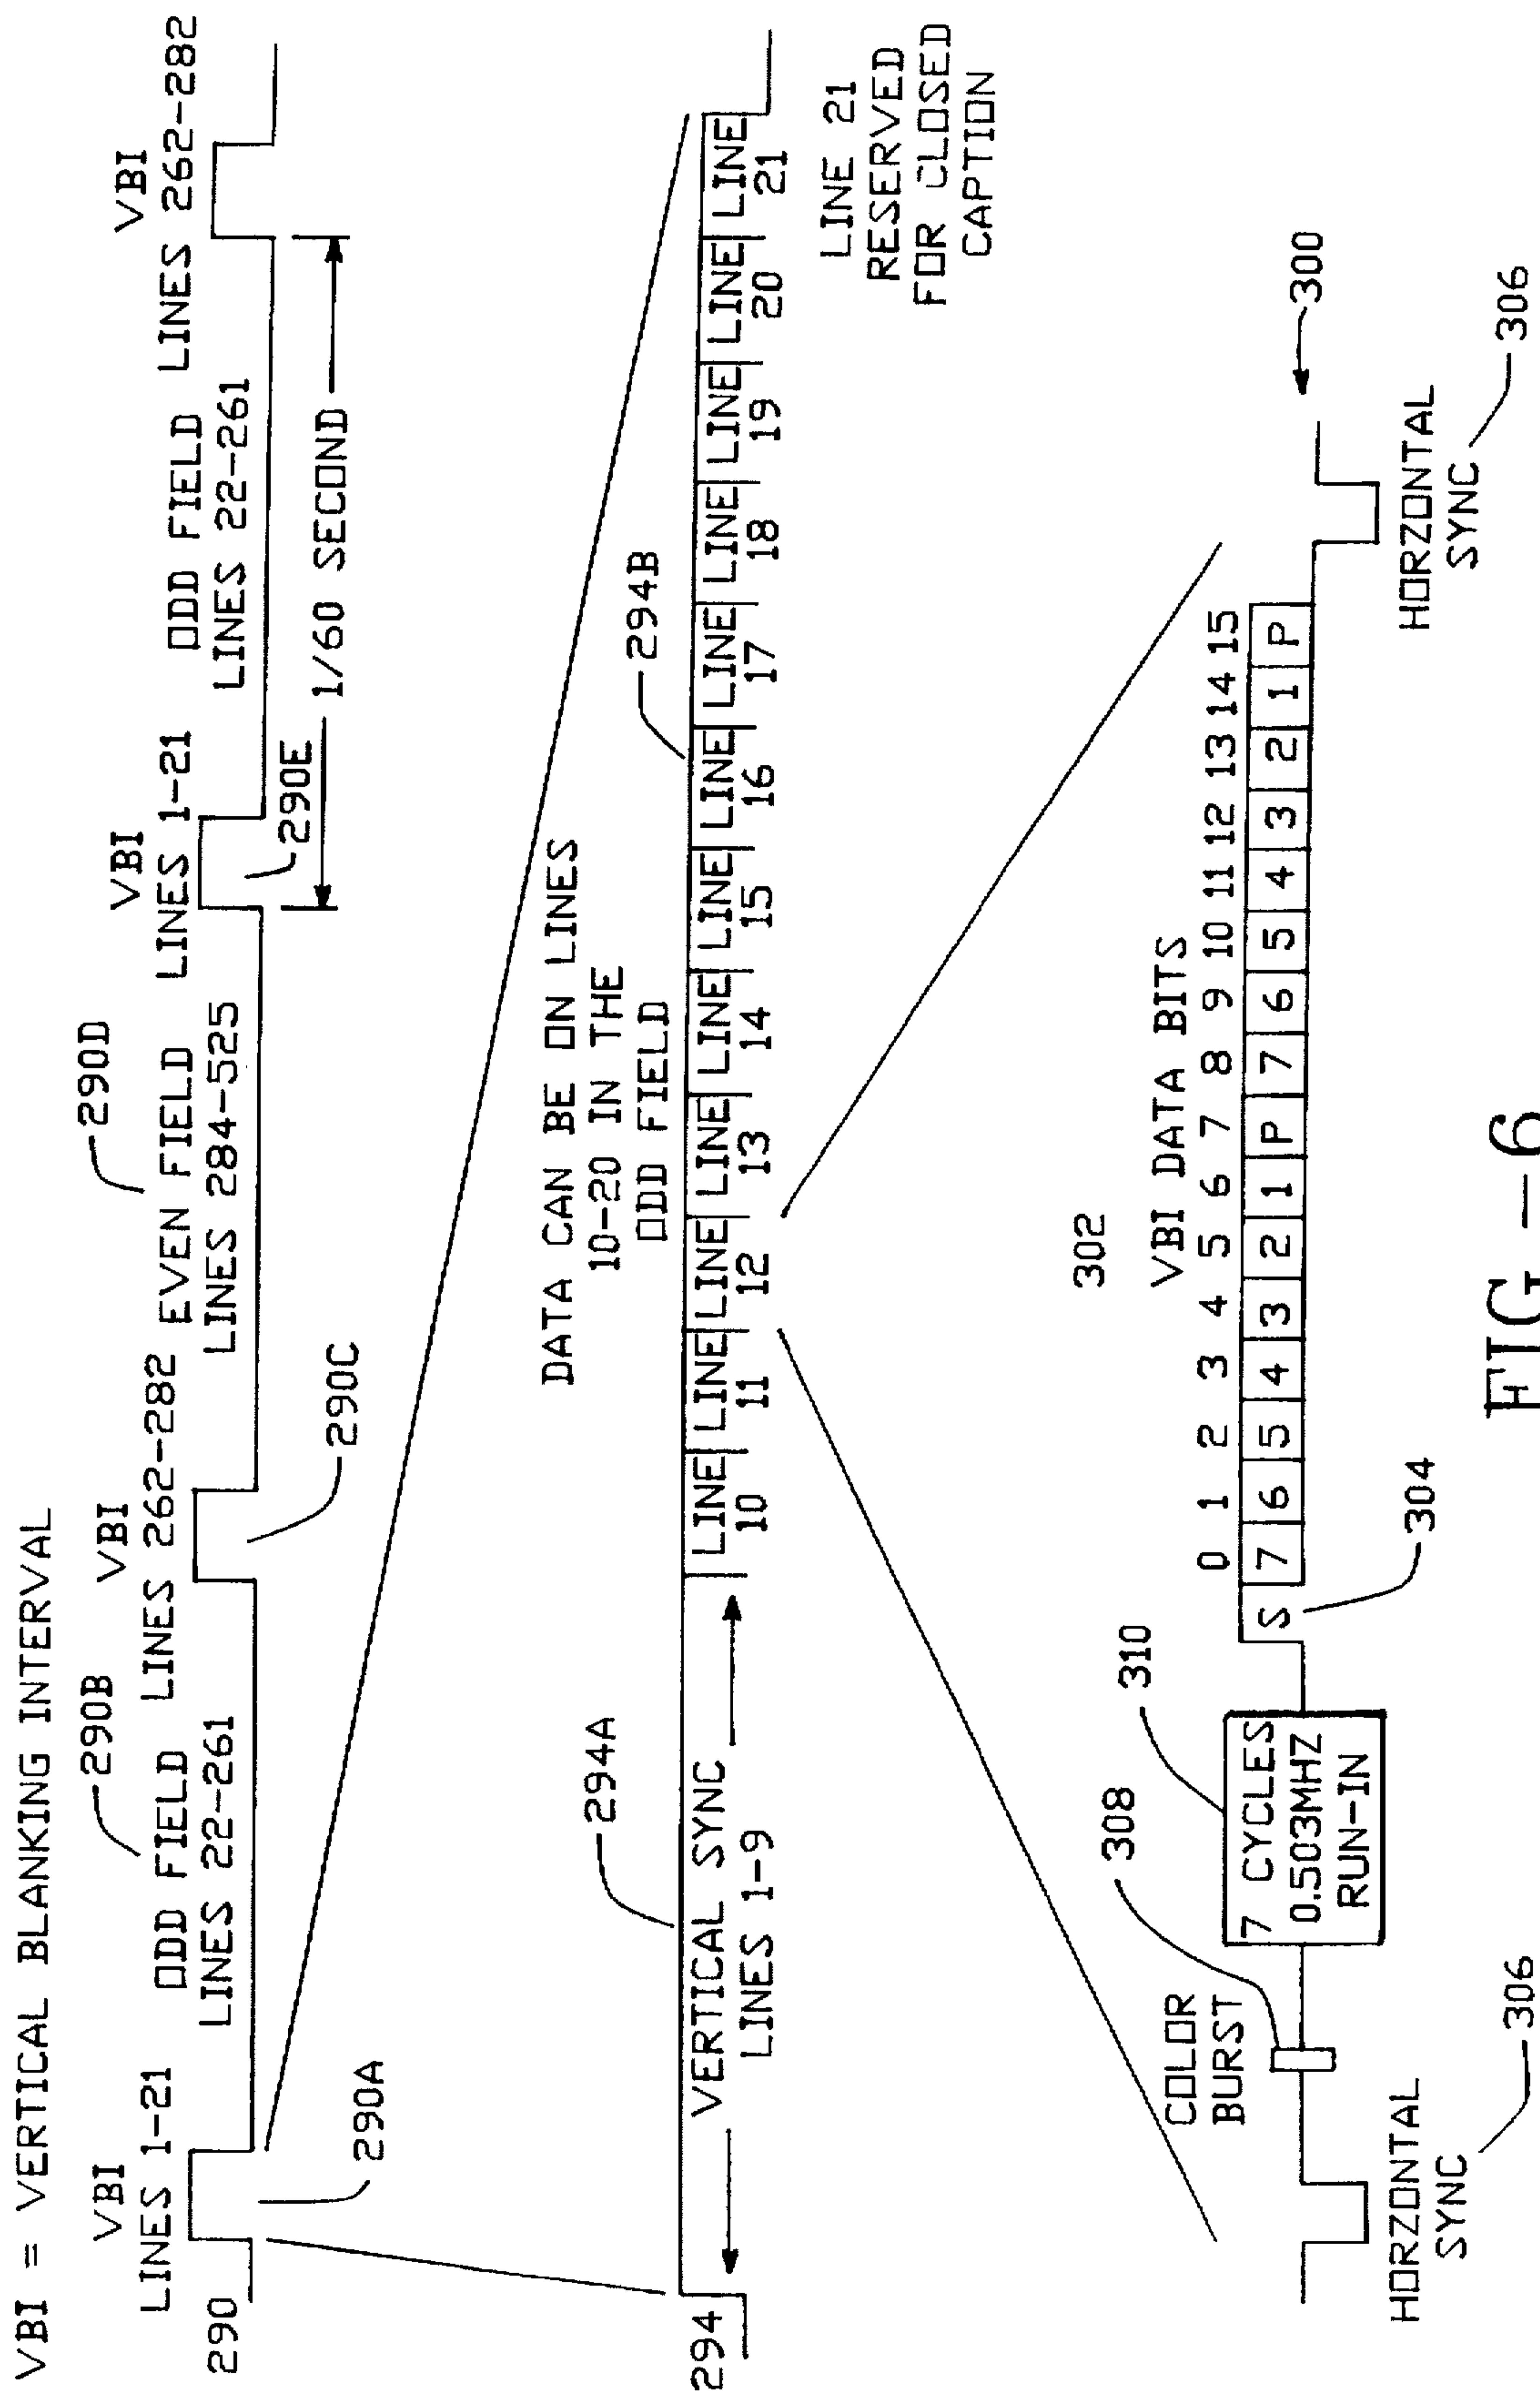 VBI = VERTICAL BLANKING INTERVAL
VBI
LINES 1-21
290
290A
290B
ODD FIELD
LINES 22-261
VBI
LINES 262-282
290C
290D
EVEN FIELD
LINES 284-525
VBI
LINES 1-21
290E
ODD FIELD
LINES 22-261
1/60 SECOND
VBI
LINES 262-282
294
294A
VERTICAL SYNC
LINES 1-9
DATA CAN BE ON LINES
10-20 IN THE
ODD FIELD
294B
LINE 10
LINE 11
LINE 12
LINE 13
LINE 14
LINE 15
LINE 16
LINE 17
LINE 18
LINE 19
LINE 20
LINE 21
LINE 21
RESERVED
FOR CLOSED
CAPTION
300
302
VBI DATA BITS
0 1 2 3 4 5 6 7 8 9 10 11 12 13 14 15
S 7 6 5 4 3 2 1 P 7 6 5 4 3 2 1 P
304
COLOR
BURST
308
310
7 CYCLES
0.503MHZ
RUN-IN
HORZONTAL
SYNC
306
HORZONTAL
SYNC
306
FIG-6